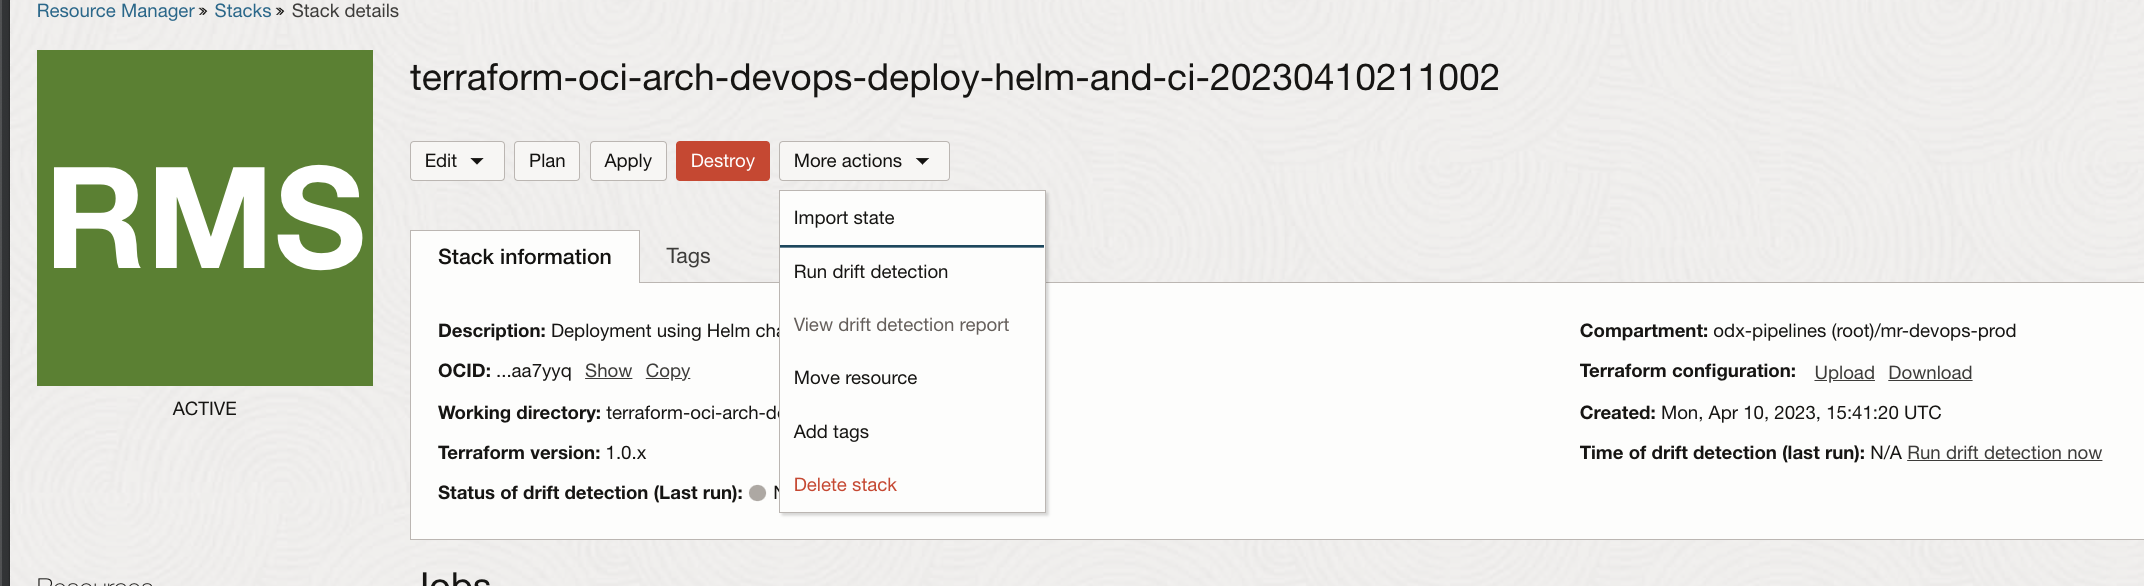 Resource Manager » Stacks » Stack details
RMS
ACTIVE
terraform-oci-arch-devops-deploy-helm-and-ci-20230410211002
Edit Plan Apply Destroy More actions
Import state
Run drift detection
View drift detection report
Move resource
Add tags
Delete stack
Stack information Tags
Description: Deployment using Helm cha
OCID: ...aa7yyq Show Copy
Working directory: terraform-oci-arch-de
Terraform version: 1.0.x
Status of drift detection (Last run): N
Compartment: odx-pipelines (root)/mr-devops-prod
Terraform configuration: Upload Download
Created: Mon, Apr 10, 2023, 15:41:20 UTC
Time of drift detection (last run): N/A Run drift detection now
Resources
Jobs